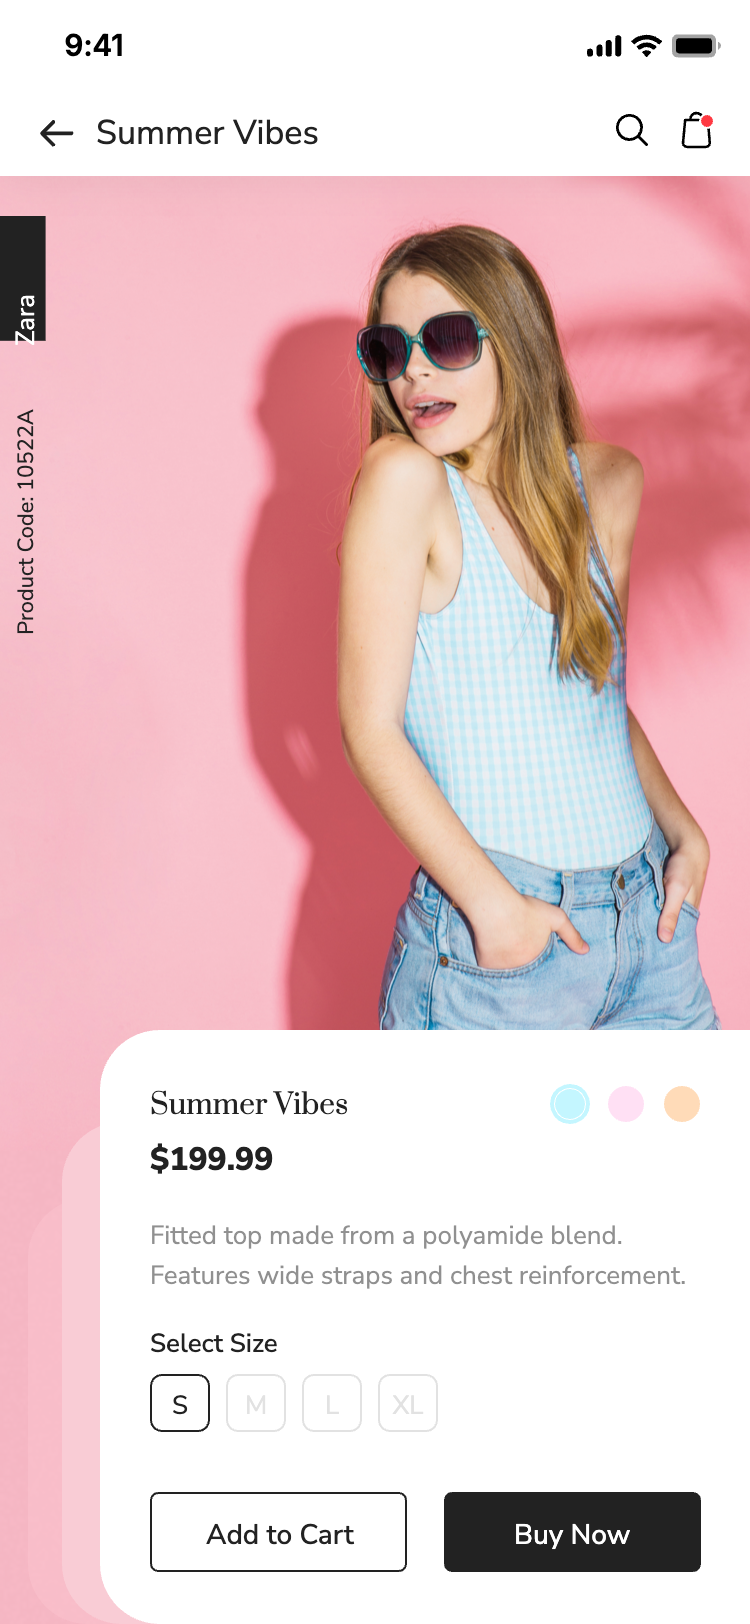 9:41
Summer Vibes
Zara
Product Code: 10522A
Summer Vibes
$199.99
Fitted top made from a polyamide blend.
Features wide straps and chest reinforcement.
Select Size
S M L XL
Add to Cart Buy Now